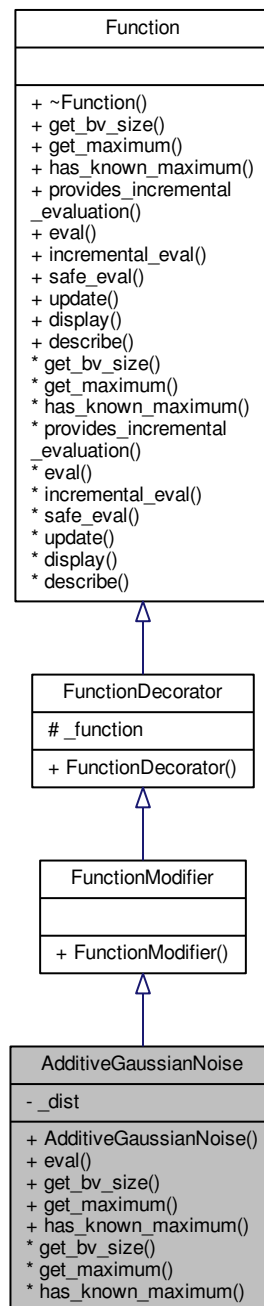 Function
+ ~Function()
+ get_bv_size()
+ get_maximum()
+ has_known_maximum()
+ provides_incremental
_evaluation()
+ eval()
+ incremental_eval()
+ safe_eval()
+ update()
+ display()
+ describe()
* get_bv_size()
* get_maximum()
* has_known_maximum()
* provides_incremental
_evaluation()
* eval()
* incremental_eval()
* safe_eval()
* update()
* display()
* describe()
FunctionDecorator
# _function
+ FunctionDecorator()
FunctionModifier
+ FunctionModifier()
AdditiveGaussianNoise
- _dist
+ AdditiveGaussianNoise()
+ eval()
+ get_bv_size()
+ get_maximum()
+ has_known_maximum()
* get_bv_size()
* get_maximum()
* has_known_maximum()